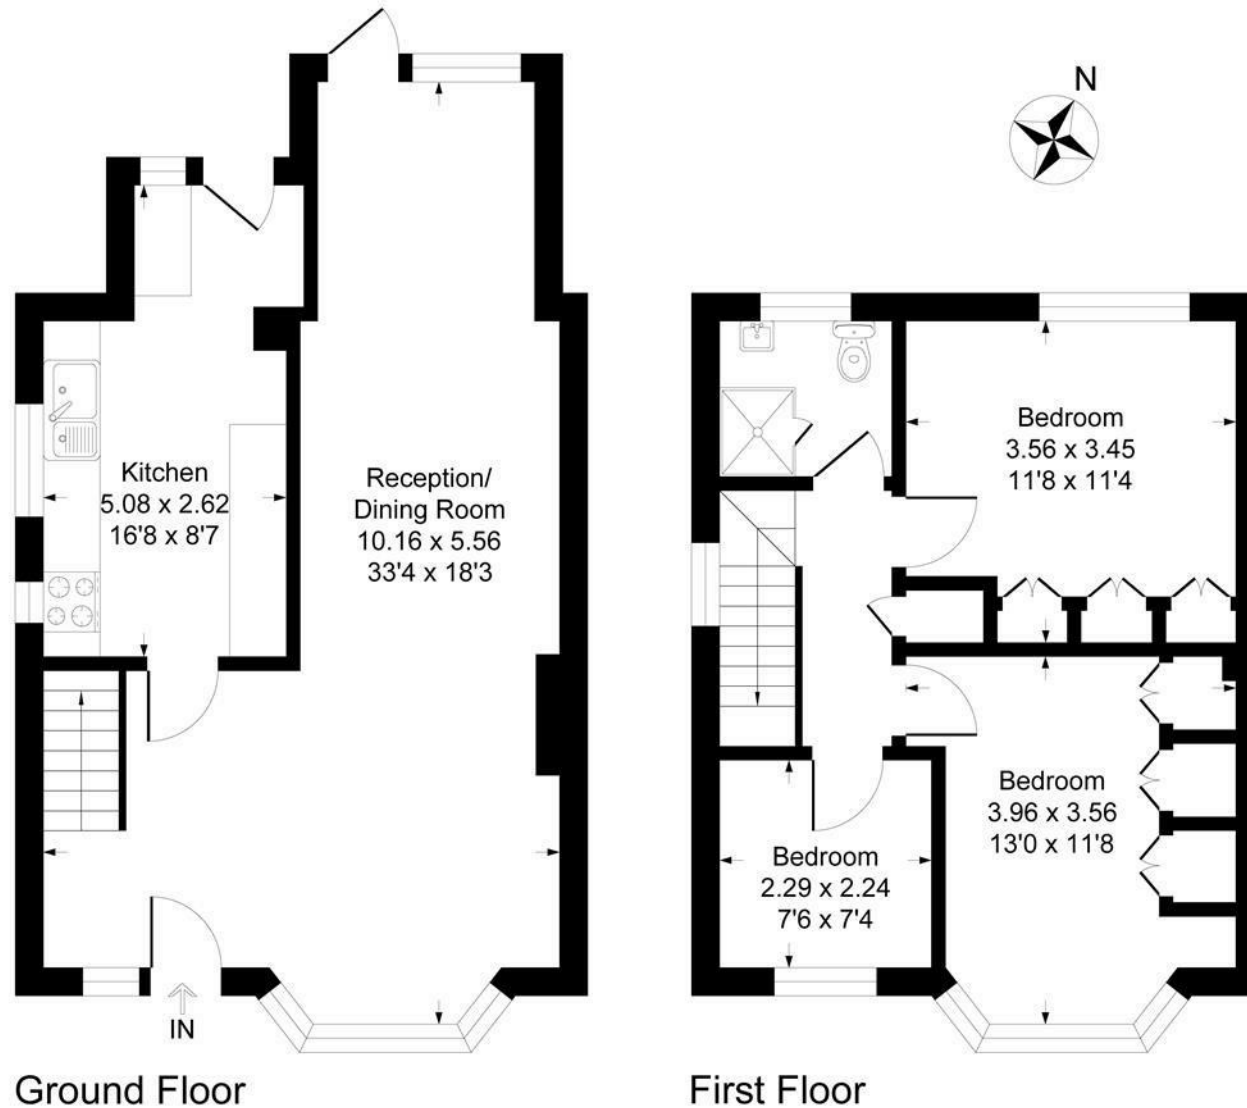 N
Kitchen
5.08 x 2.62
16'8 x 8'7
Reception/
Dining Room
10.16 x 5.56
33'4 x 18'3
IN
Ground Floor
Bedroom
3.56 x 3.45
11'8 x 11'4
Bedroom
3.96 x 3.56
13'0 x 11'8
Bedroom
2.29 x 2.24
7'6 x 7'4
First Floor